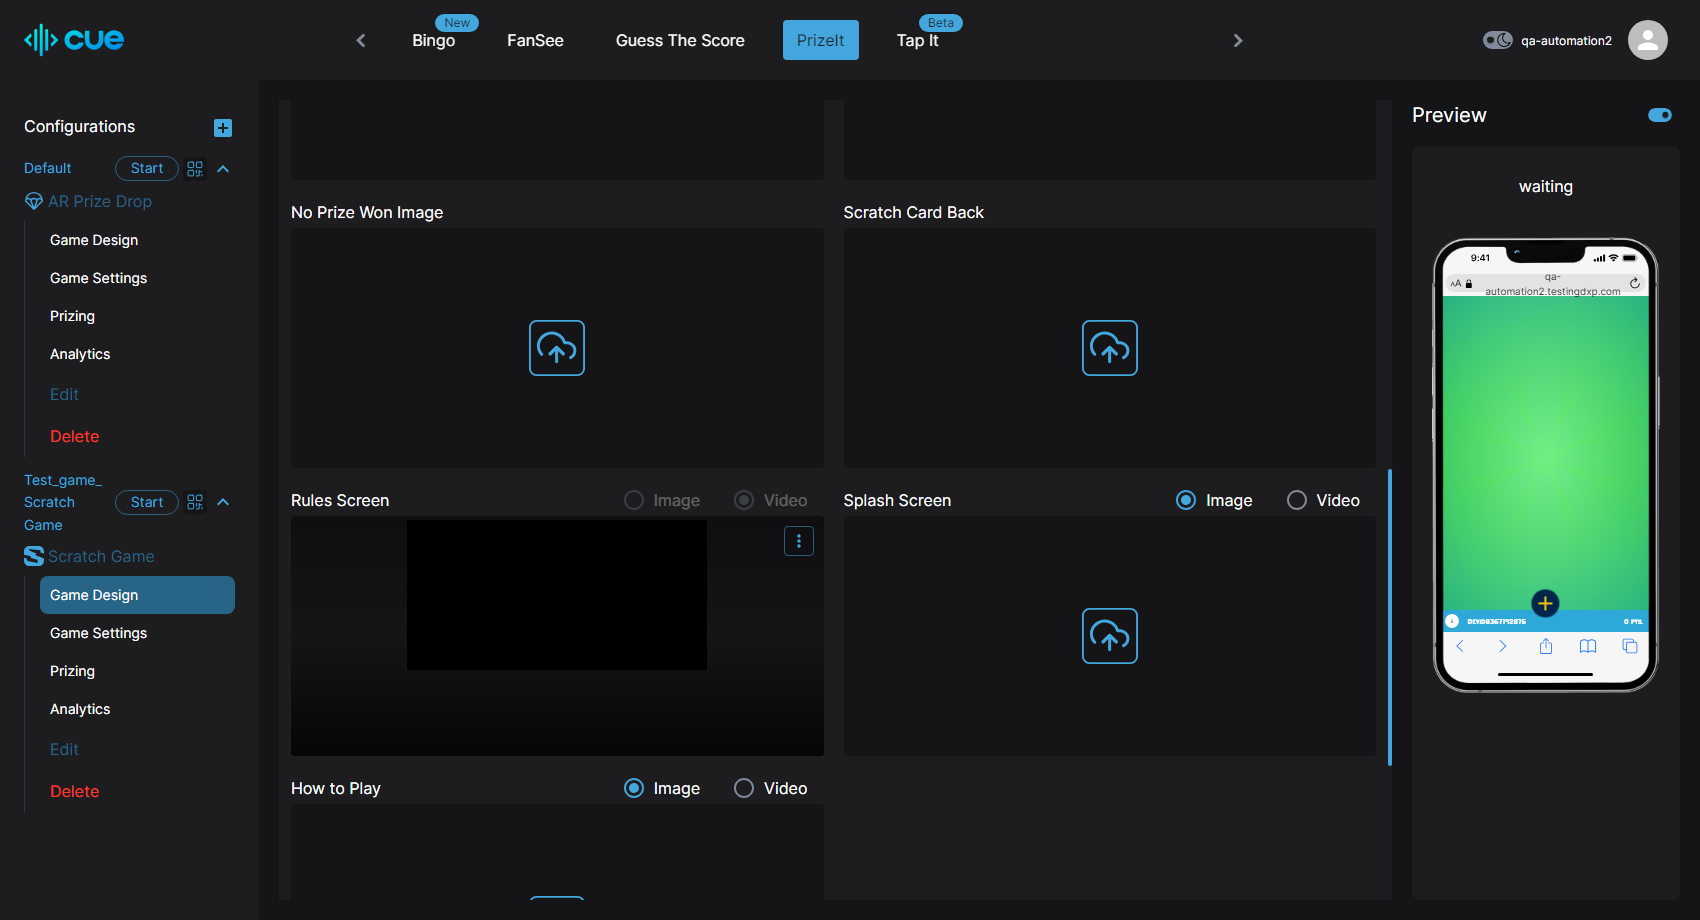 cue
New
Bingo
FanSee
Guess The Score
PrizeIt
Beta
Tap It
qa-automation2
Configurations
Default
Start
AR Prize Drop
Game Design
Game Settings
Prizing
Analytics
Edit
Delete
Test_game_
Scratch
Game
Start
Scratch Game
Game Design
Game Settings
Prizing
Analytics
Edit
Delete
No Prize Won Image
Scratch Card Back
Rules Screen
Image
Video
Splash Screen
Image
Video
How to Play
Image
Video
Preview
waiting
9:41
AA
qa-
automation2.testingdxp.com
0 PTS.